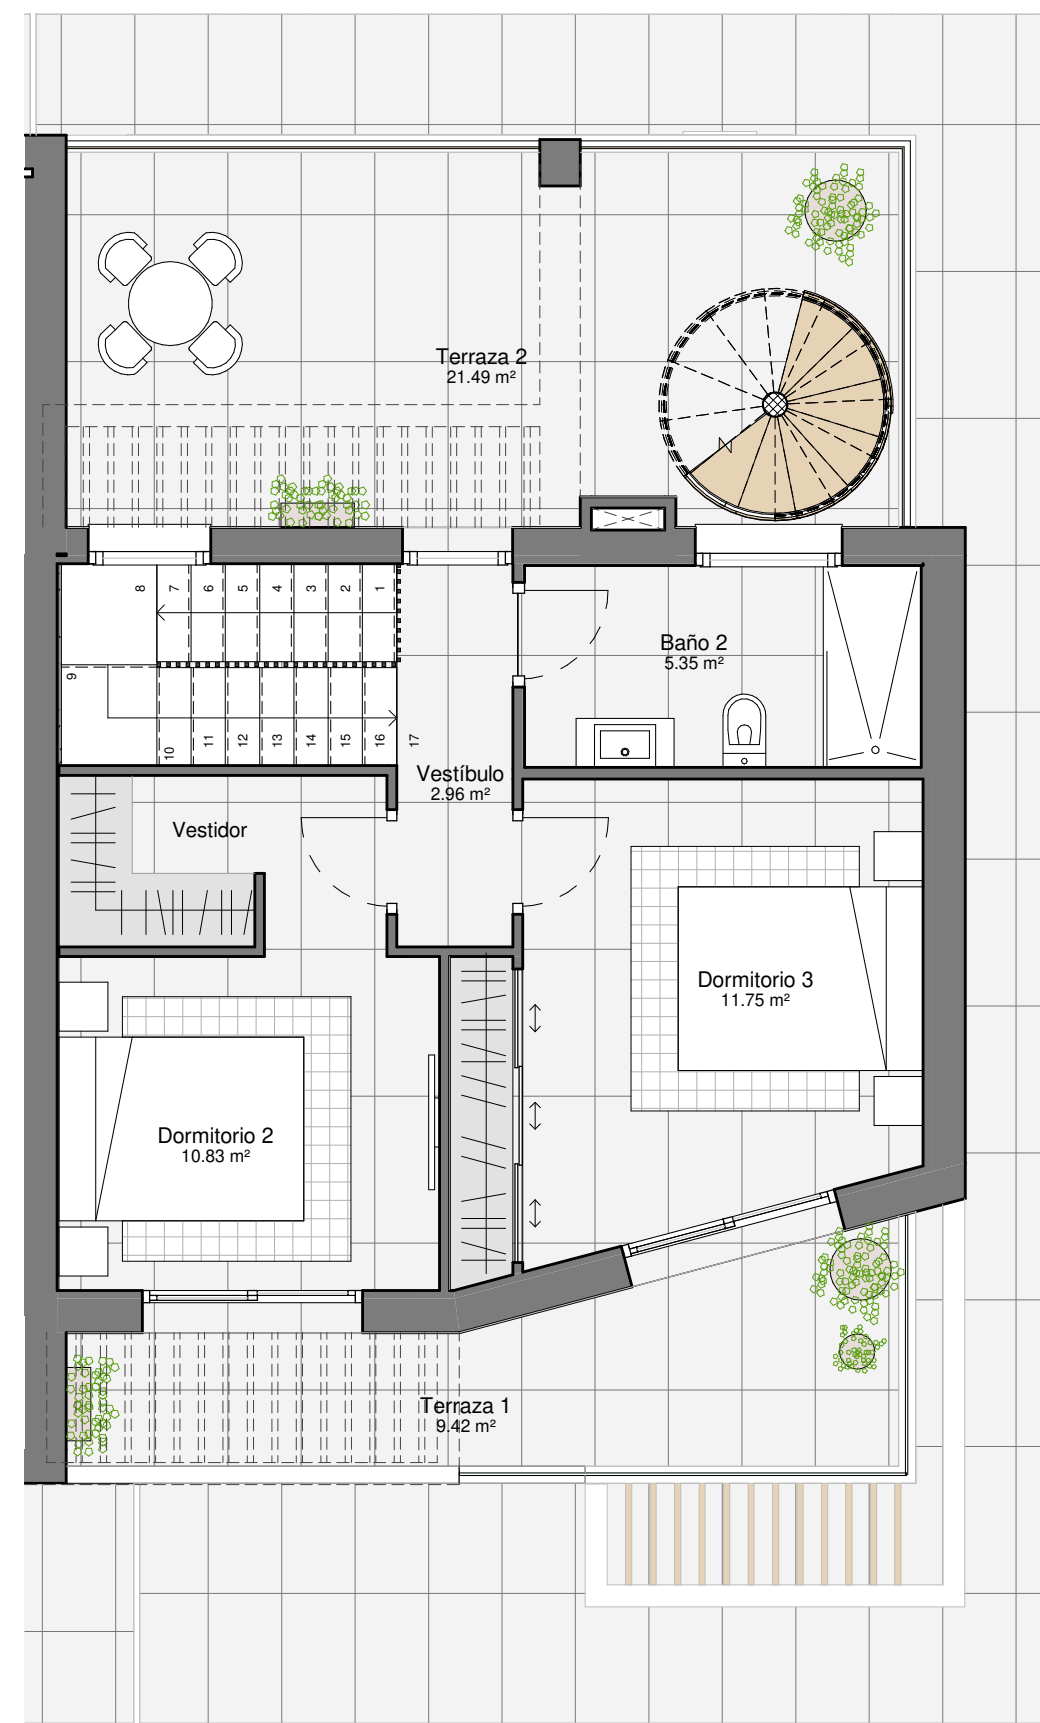 Terraza 2
21.49 m²
8
7
6
5
4
3
2
1
9
10
11
12
13
14
15
16
17
Baño 2
5.35 m²
Vestíbulo
2.96 m²
Vestidor
Dormitorio 3
11.75 m²
Dormitorio 2
10.83 m²
Terraza 1
9.42 m²